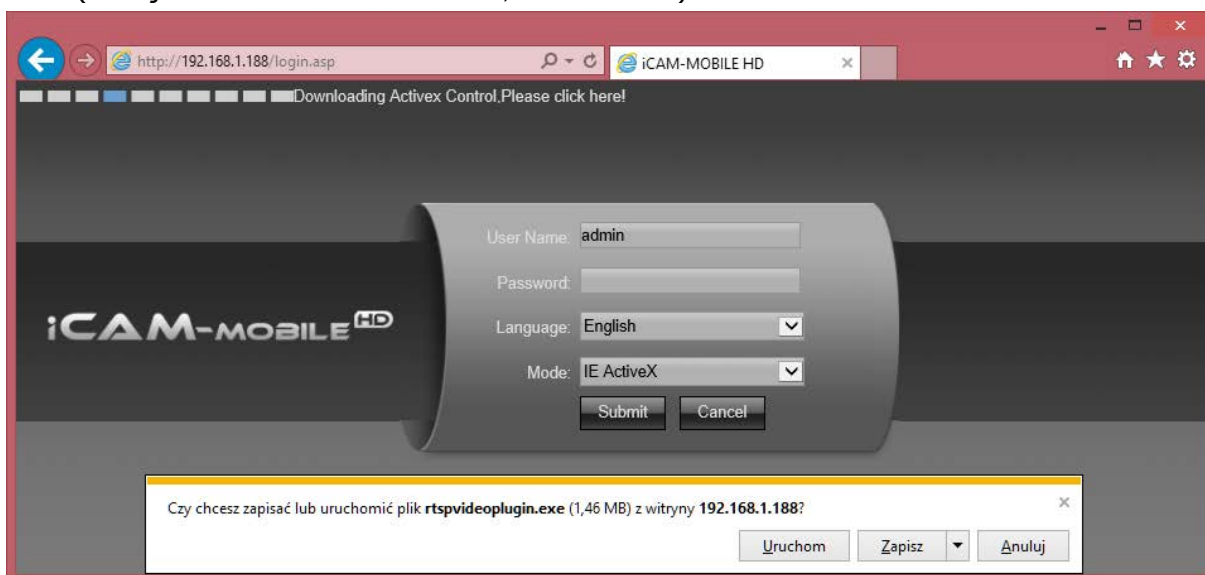 http://192.168.1.188/login.asp
iCAM-MOBILE HD
Downloading Activex Control,Please click here!
User Name: admin
Password:
iCAM-MOBILE HD
Language: English
Mode: IE ActiveX
Submit Cancel
Czy chcesz zapisać lub uruchomić plik rtspvideoplugin.exe (1,46 MB) z witryny 192.168.1.188?
Uruchom Zapisz Anuluj